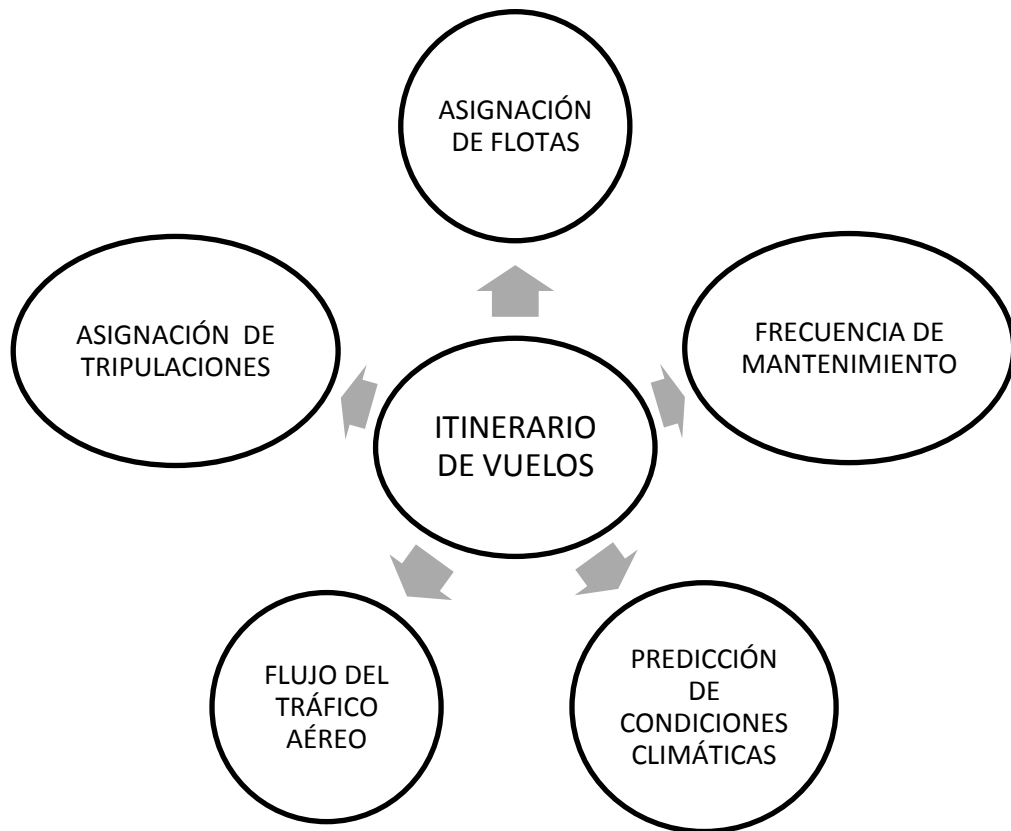 ASIGNACIÓN
DE FLOTAS
ASIGNACIÓN DE
TRIPULACIONES
FRECUENCIA DE
MANTENIMIENTO
ITINERARIO
DE VUELOS
FLUJO DEL
TRÁFICO
AÉREO
PREDICCIÓN
DE
CONDICIONES
CLIMÁTICAS